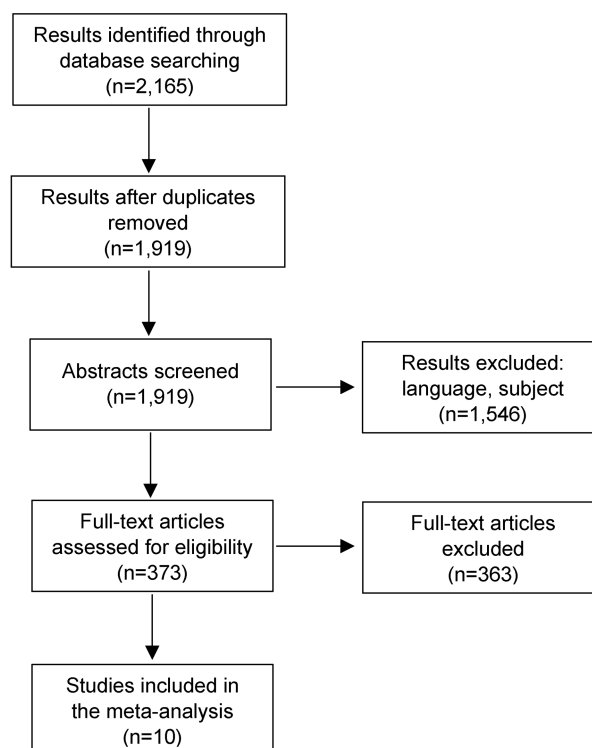 Results identified through
database searching
(n=2,165)
Results after duplicates
removed
(n=1,919)
Abstracts screened
(n=1,919)
Results excluded:
language, subject
(n=1,546)
Full-text articles
assessed for eligibility
(n=373)
Full-text articles
excluded
(n=363)
Studies included in
the meta-analysis
(n=10)